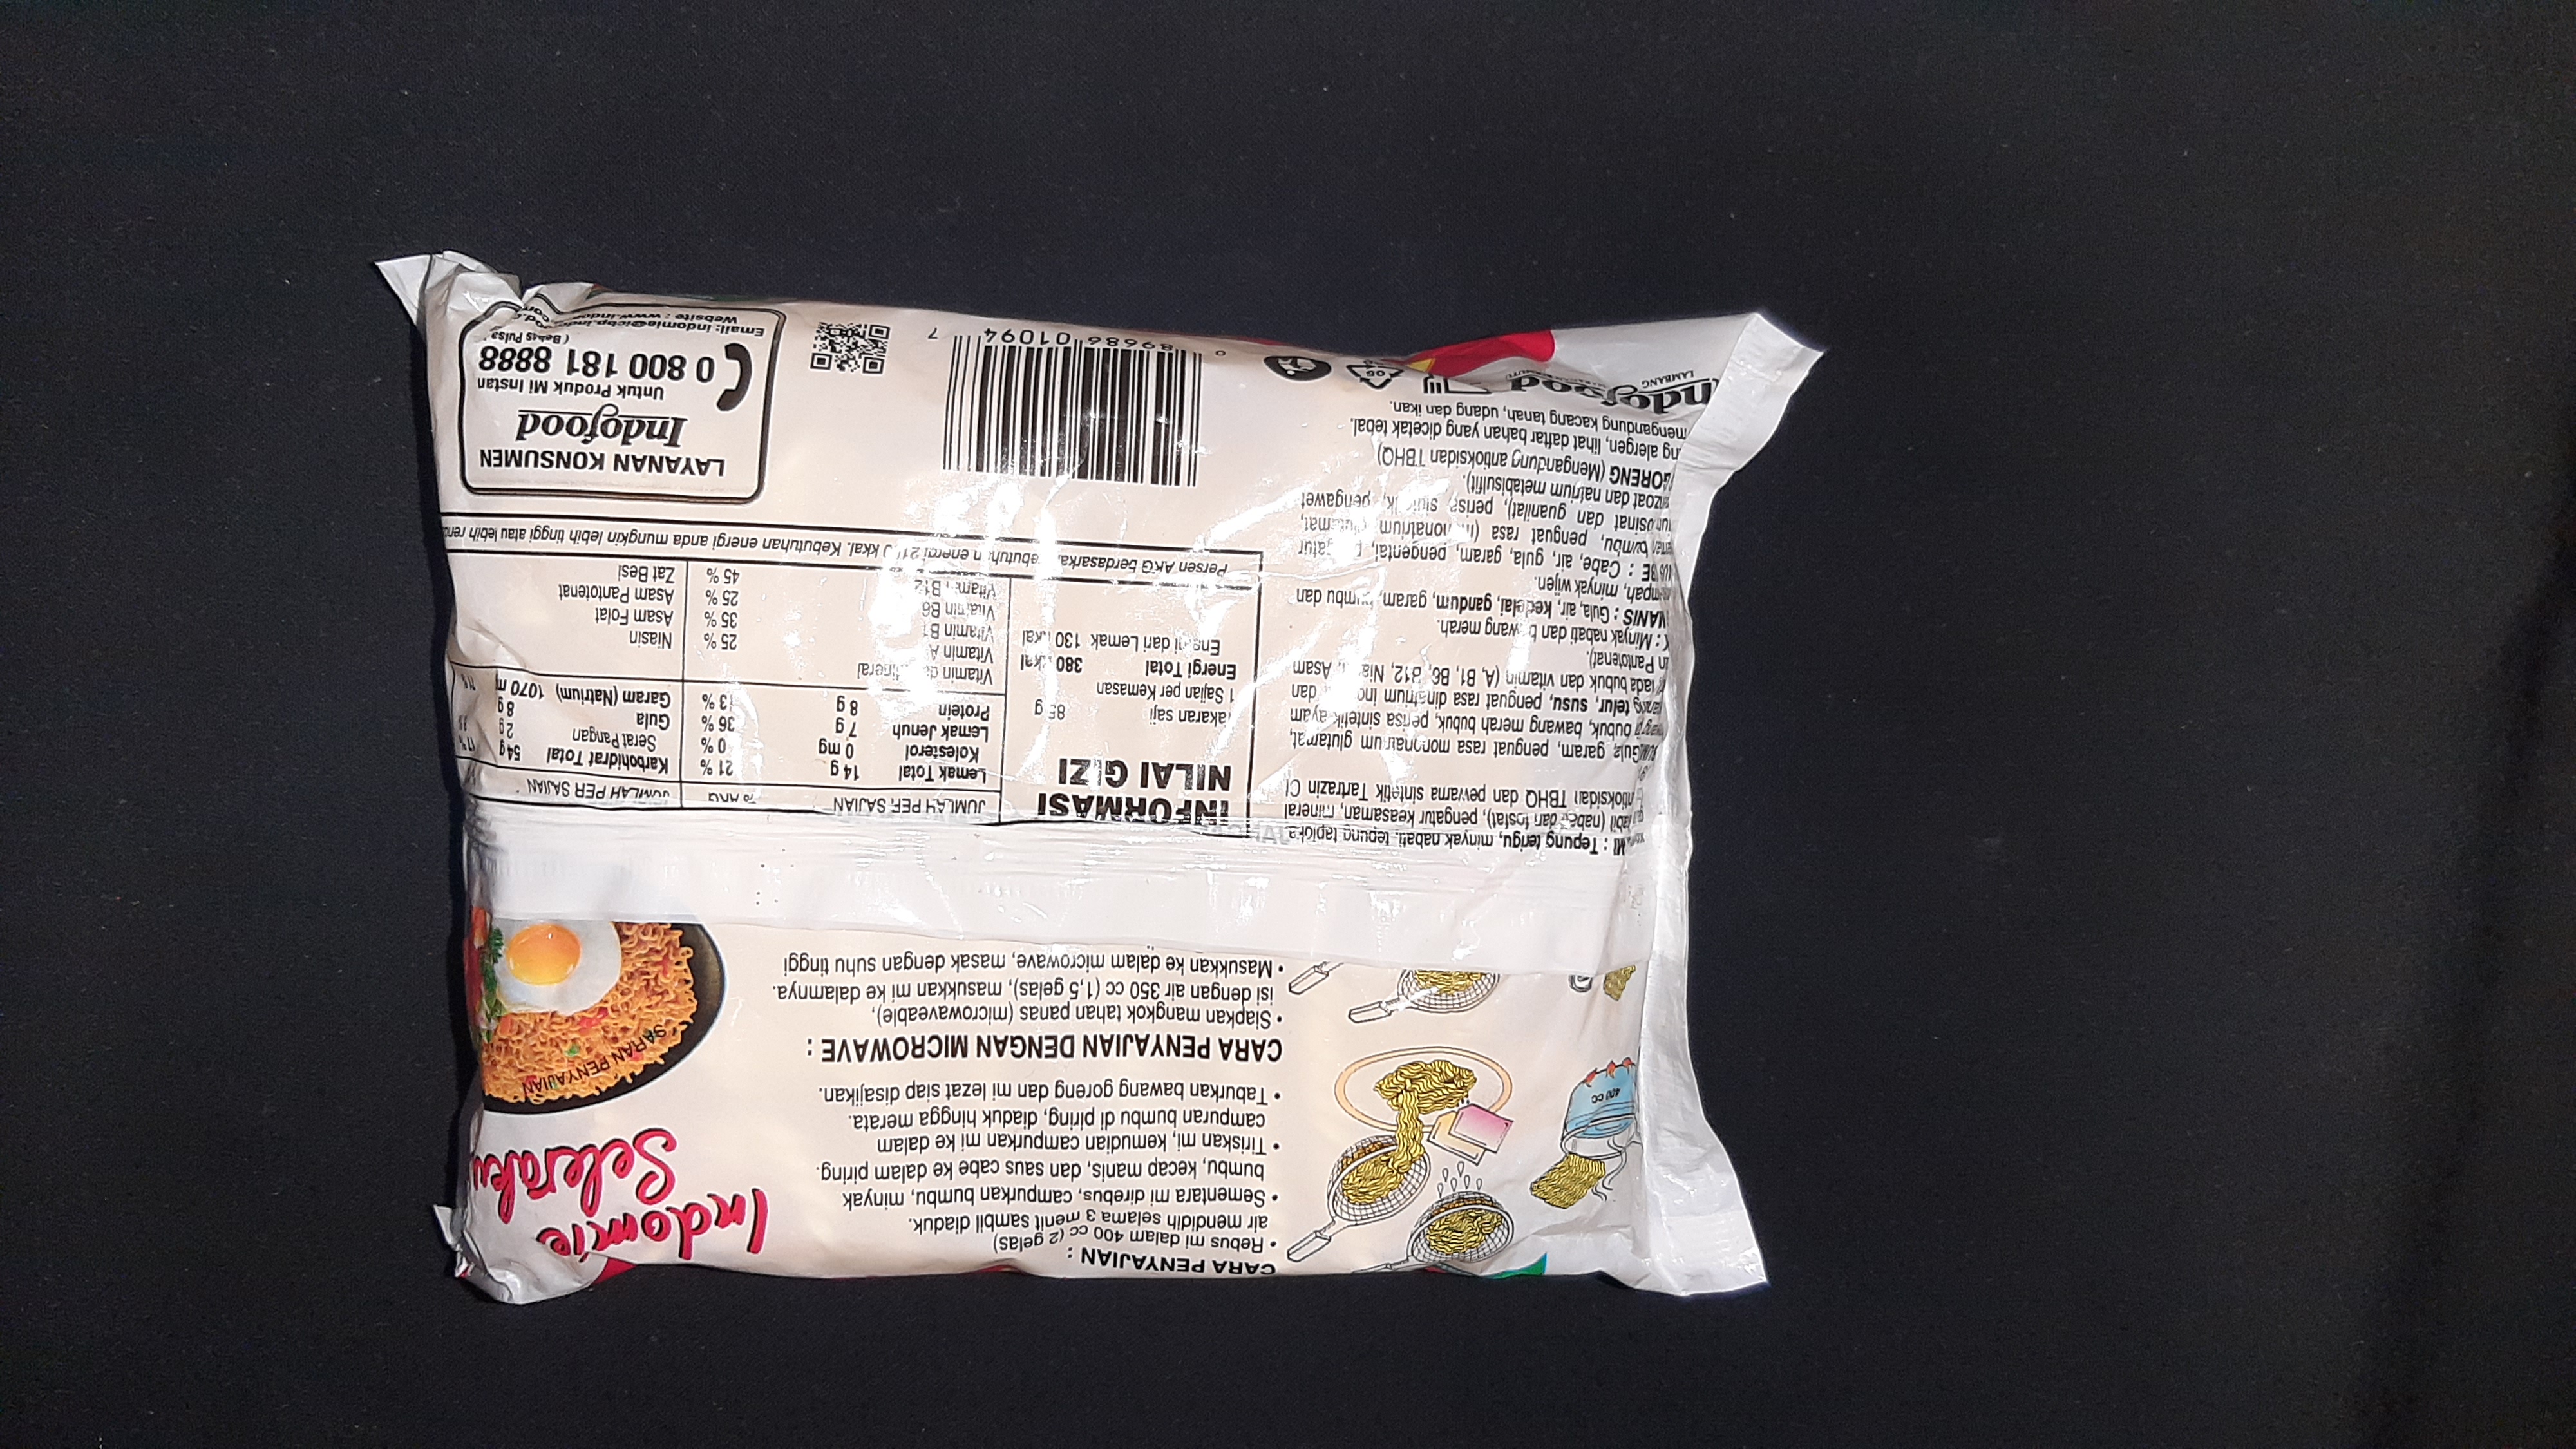 CARA PENYAJIAN :
• Rebus mi dalam 400 cc (2 gelas)
air mendidih selama 3 menit sambil diaduk.
• Sementara mi direbus, campurkan bumbu, minyak
bumbu, kecap manis, dan saus cabe ke dalam piring.
• Tiriskan mi, kemudian campurkan mi ke dalam
campuran bumbu di piring, diaduk hingga merata.
• Taburkan bawang goreng dan mi lezat siap disajikan.
CARA PENYAJIAN DENGAN MICROWAVE :
• Siapkan mangkok tahan panas (microwaveable),
isi dengan air 350 cc (1,5 gelas), masukkan mi ke dalamnya.
• Masukkan ke dalam microwave, masak dengan suhu tinggi
400 cc
Indomie
Seleraku
SARAN PENYAJIAN
MI : Tepung terigu, minyak nabati, tepung tapioka
(nabati dan fosfat), pengatur keasaman, mineral
TBHQ dan pewarna sintetik Tartrazin CI
Gula, garam, penguat rasa mononatrium glutamat,
bubuk, bawang merah bubuk, perisa sintetik ayam
telur, susu, penguat rasa dinatrium dan
bubuk dan vitamin (A, B1, B6, B12, Asam
Pantotenat).
: Minyak nabati dan bawang merah.
MANIS : Gula, air, kedelai, gandum, garam, bumbu dan
minyak wijen.
: Cabe, air, gula, garam, pengental,
bumbu, penguat rasa (mononatrium glutamat,
dan guanilat), perisa pengawet
dan natrium metabisulfit).
GORENG (Mengandung antioksidan TBHQ)
alergen, lihat daftar bahan yang dicetak tebal.
mengandung kacang tanah, udang dan ikan.
Indofood
LAMBANG
05
INFORMASI
NILAI GIZI
saji 85 g
1 Sajian per Kemasan
Energi Total 380 kkal
Energi dari Lemak 130 kkal
JUMLAH PER SAJIAN % AKG
Lemak Total 14 g 21 %
Kolesterol 0 mg 0 %
Lemak Jenuh 7 g 36 %
Protein 8 g 13 %
JUMLAH PER SAJIAN
Karbohidrat Total 54 g 17 %
Serat Pangan 2 g
Gula 8 g
Garam (Natrium) 1070
Vitamin dan Mineral
Vitamin A 25 %
Vitamin B1 35 %
Vitamin B6 25 %
Vitamin B12 45 %
Niasin
Asam Folat
Asam Pantotenat
Zat Besi
Persen AKG berdasarkan kebutuhan energi kkal. Kebutuhan energi anda mungkin lebih tinggi atau lebih
0 89686 01094 7
LAYANAN KONSUMEN
Indofood
Untuk Produk Mi Instan
0 800 181 8888
( Bebas Pulsa
Email:
Website :